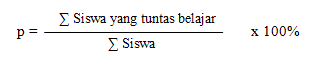 ∑ Siswa yang tuntas belajar
p = ―――――――――― x 100%
∑ Siswa